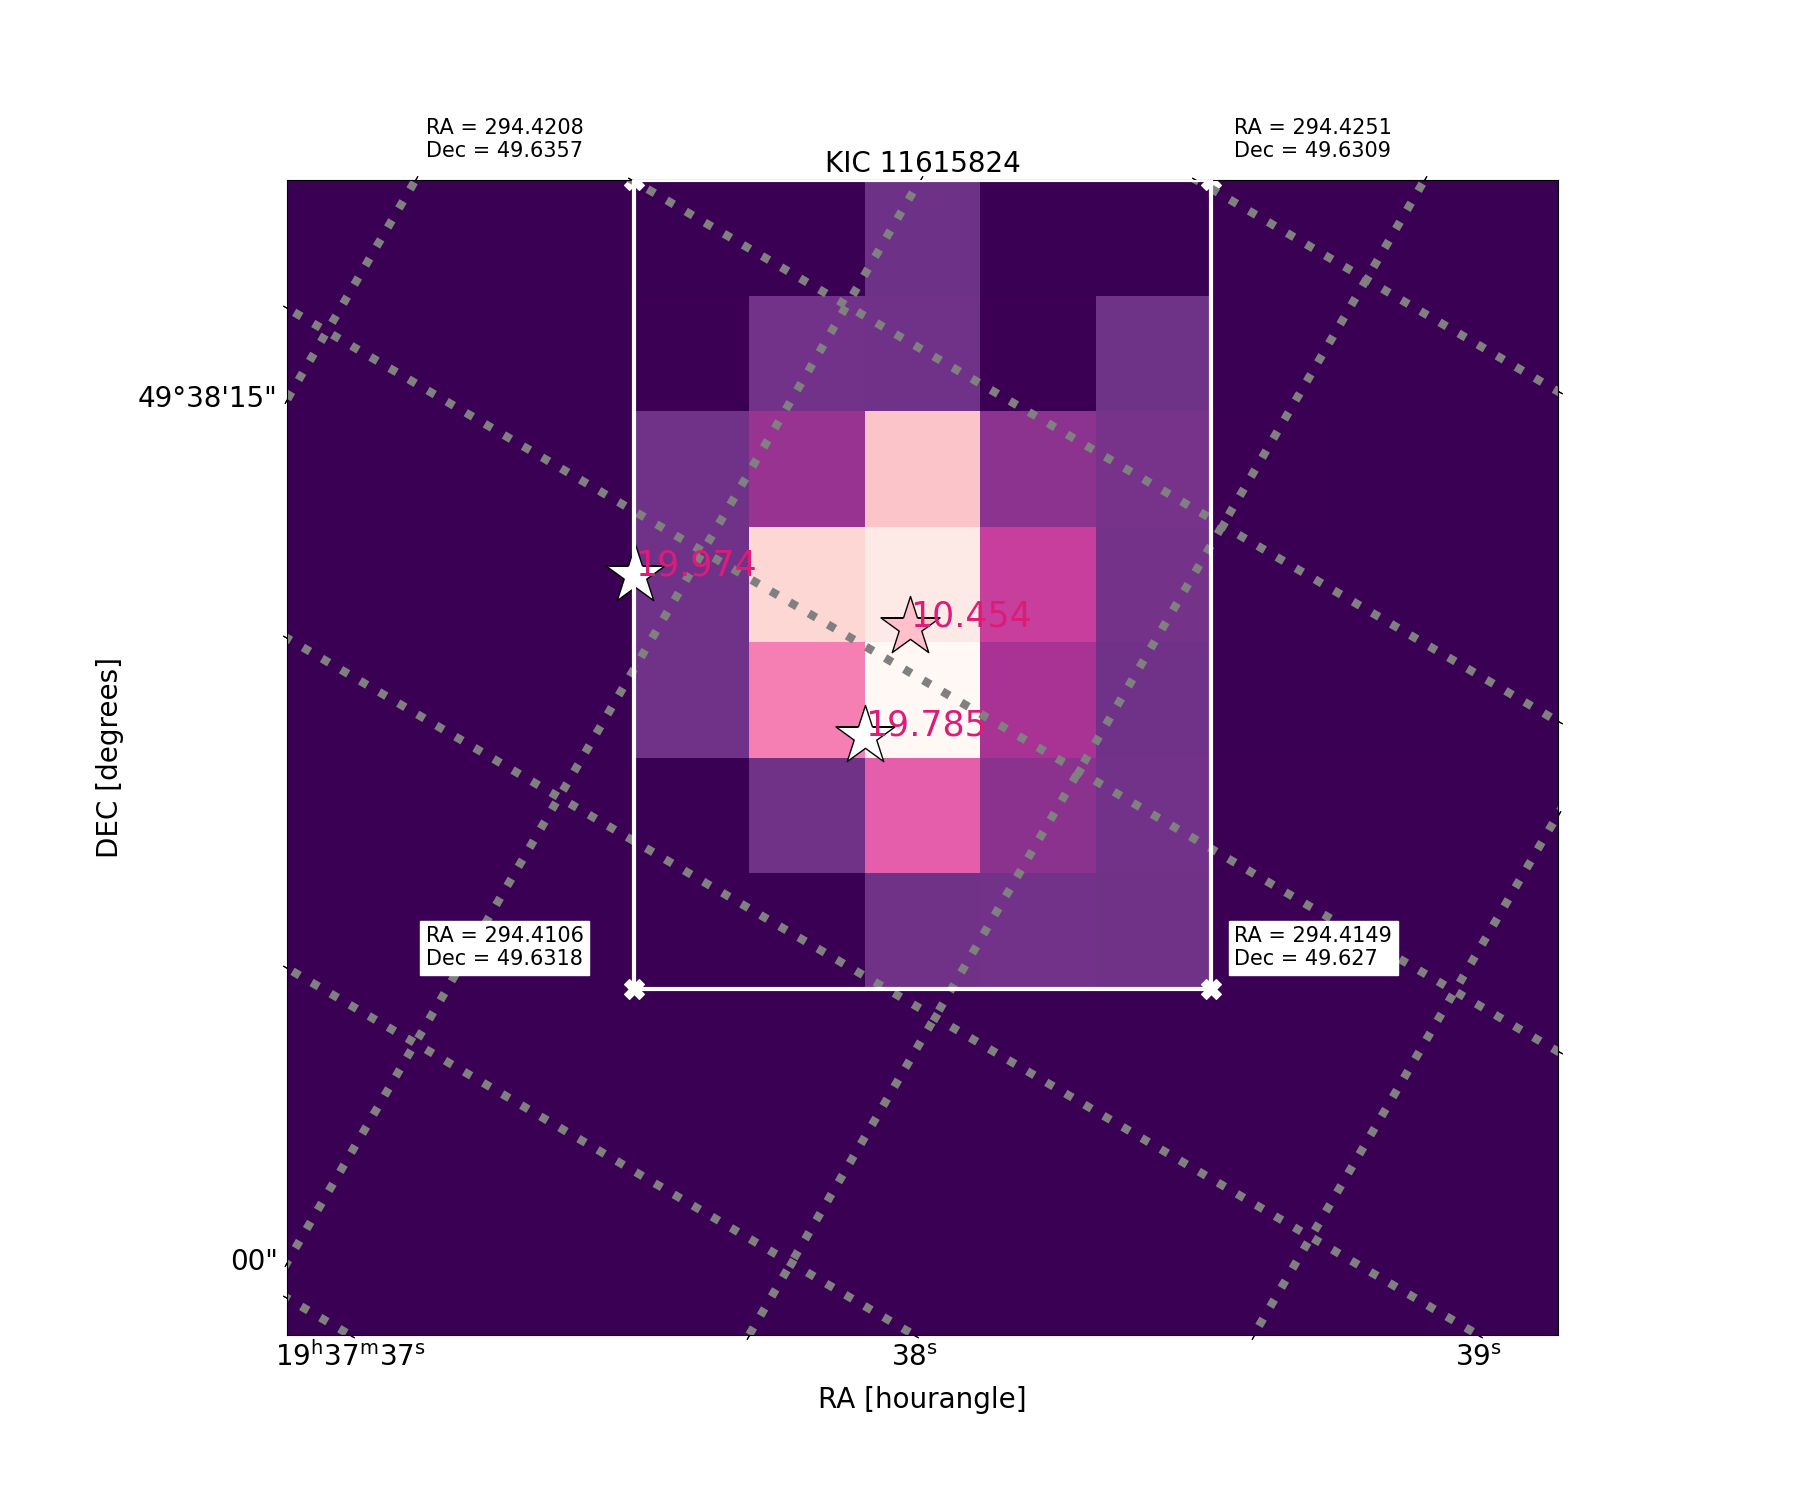 RA = 294.4208
Dec = 49.6357
RA = 294.4251
Dec = 49.6309
KIC 11615824
49°38'15"
19.974
10.454
19.785
DEC [degrees]
RA = 294.4106
Dec = 49.6318
RA = 294.4149
Dec = 49.627
00"
19h37m37s
38s
39s
RA [hourangle]